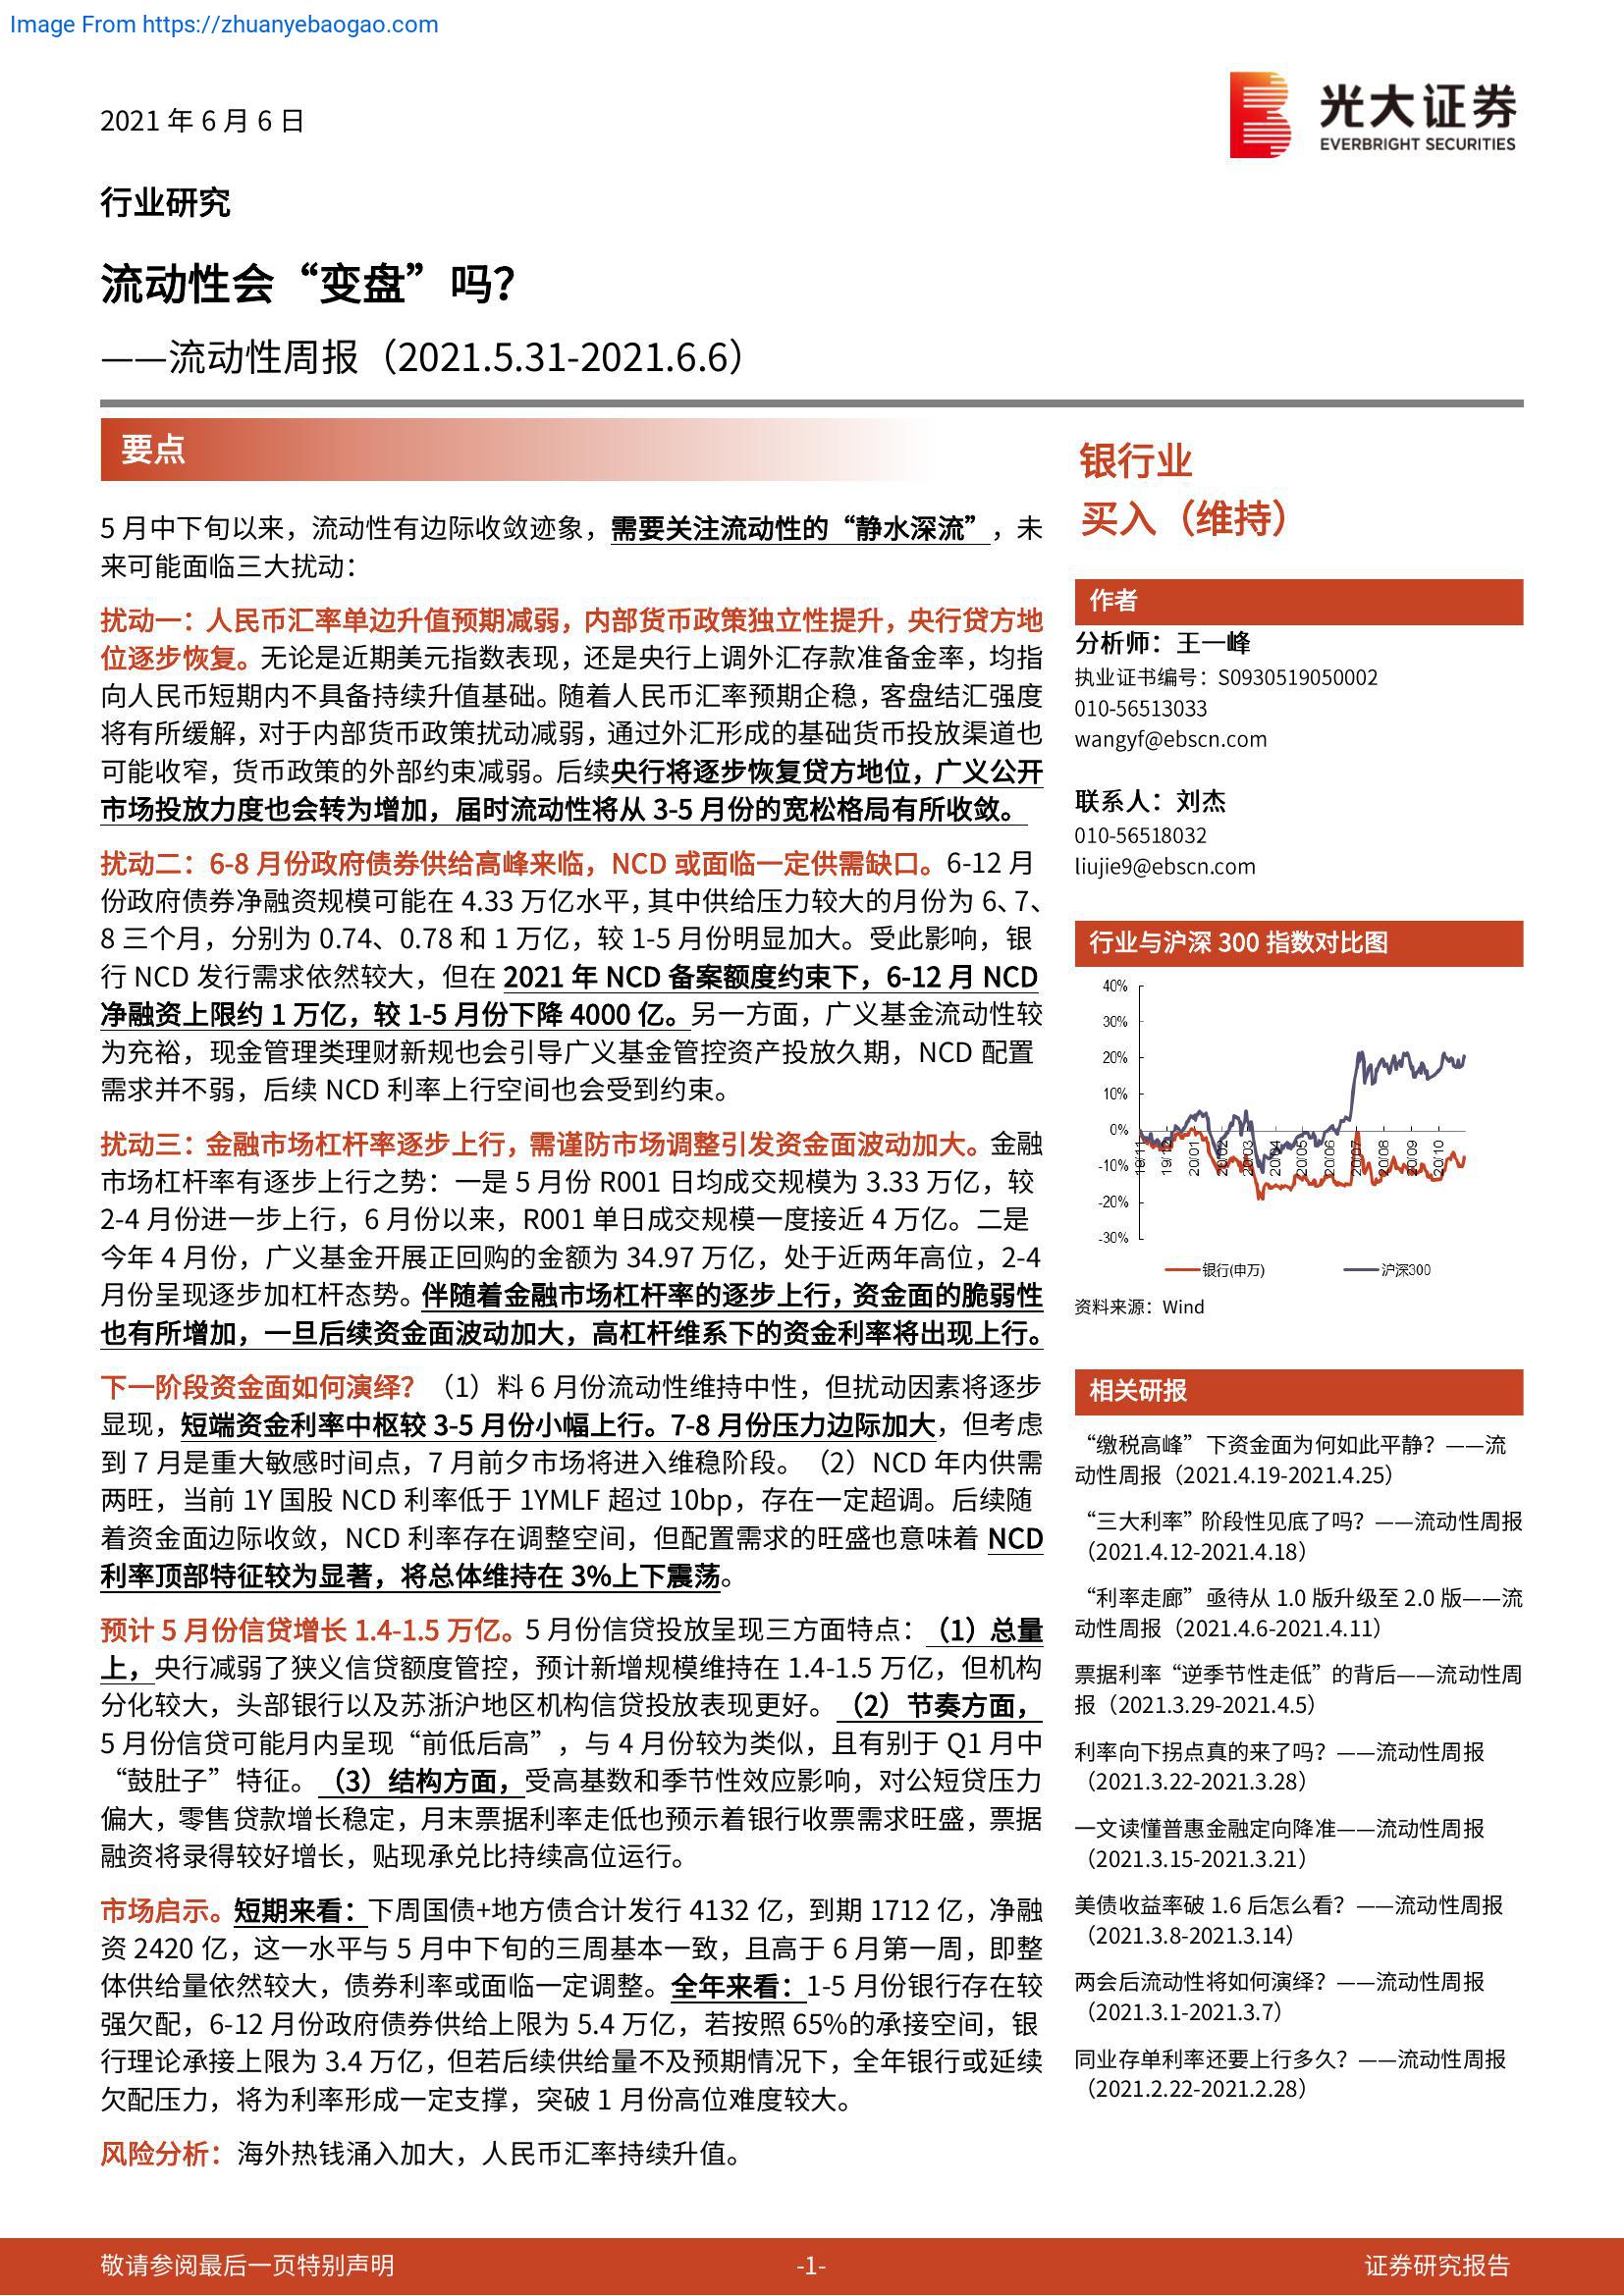 Image From https://zhuanyebaogao.com
2021 年 6 月 6 日
光大证券
EVERBRIGHT SECURITIES
行业研究
流动性会“变盘”吗?
——流动性周报（2021.5.31-2021.6.6）
要点
5 月中下旬以来，流动性有边际收敛迹象，需要关注流动性的“静水深流”，未
来可能面临三大扰动：
扰动一：人民币汇率单边升值预期减弱，内部货币政策独立性提升，央行贷方地
位逐步恢复。无论是近期美元指数表现，还是央行上调外汇存款准备金率，均指
向人民币短期内不具备持续升值基础。随着人民币汇率预期企稳，客盘结汇强度
将有所缓解，对于内部货币政策扰动减弱，通过外汇形成的基础货币投放渠道也
可能收窄，货币政策的外部约束减弱。后续央行将逐步恢复贷方地位，广义公开
市场投放力度也会转为增加，届时流动性将从 3-5 月份的宽松格局有所收敛。
扰动二：6-8 月份政府债券供给高峰来临，NCD 或面临一定供需缺口。6-12 月
份政府债券净融资规模可能在 4.33 万亿水平，其中供给压力较大的月份为 6、7、
8 三个月，分别为 0.74、0.78 和 1 万亿，较 1-5 月份明显加大。受此影响，银
行 NCD 发行需求依然较大，但在 2021 年 NCD 备案额度约束下，6-12 月 NCD
净融资上限约 1 万亿，较 1-5 月份下降 4000 亿。另一方面，广义基金流动性较
为充裕，现金管理类理财新规也会引导广义基金管控资产投放久期，NCD 配置
需求并不弱，后续 NCD 利率上行空间也会受到约束。
扰动三：金融市场杠杆率逐步上行，需谨防市场调整引发资金面波动加大。金融
市场杠杆率有逐步上行之势：一是 5 月份 R001 日均成交规模为 3.33 万亿，较
2-4 月份进一步上行，6 月份以来，R001 单日成交规模一度接近 4 万亿。二是
今年 4 月份，广义基金开展正回购的金额为 34.97 万亿，处于近两年高位，2-4
月份呈现逐步加杠杆态势。伴随着金融市场杠杆率的逐步上行，资金面的脆弱性
也有所增加，一旦后续资金面波动加大，高杠杆维系下的资金利率将出现上行。
下一阶段资金面如何演绎？（1）料 6 月份流动性维持中性，但扰动因素将逐步
显现，短端资金利率中枢较 3-5 月份小幅上行。7-8 月份压力边际加大，但考虑
到 7 月是重大敏感时间点，7 月前夕市场将进入维稳阶段。（2）NCD 年内供需
两旺，当前 1Y 国股 NCD 利率低于 1YMLF 超过 10bp，存在一定超调。后续随
着资金面边际收敛，NCD 利率存在调整空间，但配置需求的旺盛也意味着 NCD
利率顶部特征较为显著，将总体维持在 3%上下震荡。
预计 5 月份信贷增长 1.4-1.5 万亿。5 月份信贷投放呈现三方面特点：（1）总量
上，央行减弱了狭义信贷额度管控，预计新增规模维持在 1.4-1.5 万亿，但机构
分化较大，头部银行以及苏浙沪地区机构信贷投放表现更好。（2）节奏方面，
5 月份信贷可能月内呈现“前低后高”，与 4 月份较为类似，且有别于 Q1 月中
“鼓肚子”特征。（3）结构方面，受高基数和季节性效应影响，对公短贷压力
偏大，零售贷款增长稳定，月末票据利率走低也预示着银行收票需求旺盛，票据
融资将录得较好增长，贴现承兑比持续高位运行。
市场启示。短期来看：下周国债+地方债合计发行 4132 亿，到期 1712 亿，净融
资 2420 亿，这一水平与 5 月中下旬的三周基本一致，且高于 6 月第一周，即整
体供给量依然较大，债券利率或面临一定调整。全年来看：1-5 月份银行存在较
强欠配，6-12 月份政府债券供给上限为 5.4 万亿，若按照 65%的承接空间，银
行理论承接上限为 3.4 万亿，但若后续供给量不及预期情况下，全年银行或延续
欠配压力，将为利率形成一定支撑，突破 1 月份高位难度较大。
风险分析：海外热钱涌入加大，人民币汇率持续升值。
银行业
买入（维持）
作者
分析师：王一峰
执业证书编号：S0930519050002
010-56513033
wangyf@ebscn.com
联系人：刘杰
010-56518032
liujie9@ebscn.com
行业与沪深 300 指数对比图
40%
30%
20%
10%
0%
-10%
-20%
-30%
19/11 19/12 20/01 20/02 20/03 20/04 20/05 20/06 20/07 20/08 20/09 20/10
银行(申万) 沪深300
资料来源：Wind
相关研报
“缴税高峰”下资金面为何如此平静？——流
动性周报（2021.4.19-2021.4.25）
“三大利率”阶段性见底了吗？——流动性周报
（2021.4.12-2021.4.18）
“利率走廊”亟待从 1.0 版升级至 2.0 版——流
动性周报（2021.4.6-2021.4.11）
票据利率“逆季节性走低”的背后——流动性周
报（2021.3.29-2021.4.5）
利率向下拐点真的来了吗？——流动性周报
（2021.3.22-2021.3.28）
一文读懂普惠金融定向降准——流动性周报
（2021.3.15-2021.3.21）
美债收益率破 1.6 后怎么看？——流动性周报
（2021.3.8-2021.3.14）
两会后流动性将如何演绎？——流动性周报
（2021.3.1-2021.3.7）
同业存单利率还要上行多久？——流动性周报
（2021.2.22-2021.2.28）
敬请参阅最后一页特别声明 -1- 证券研究报告